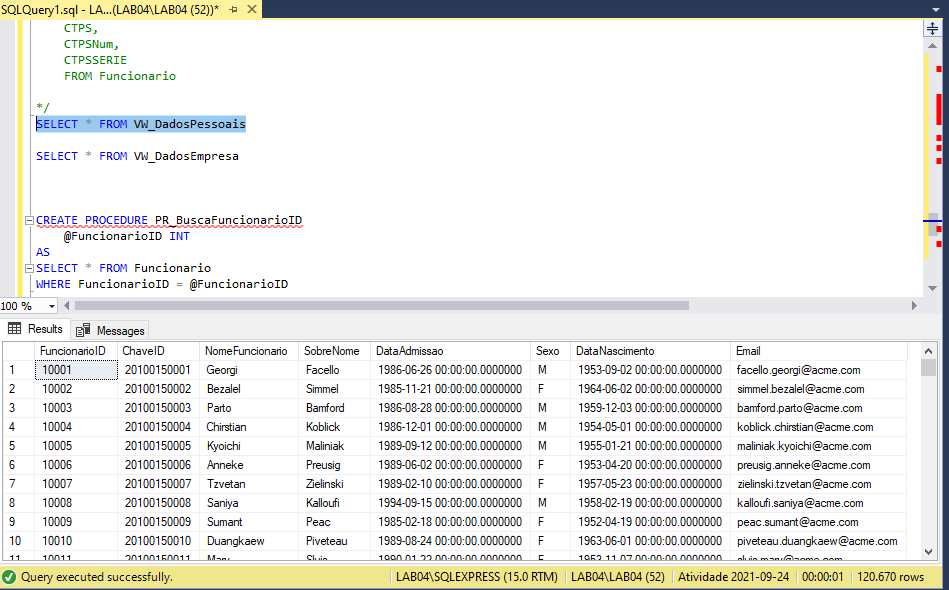 SQLQuery1.sql - LA...(LAB04\LAB04 (52))*
CTPS,
CTPSNum,
CTPSSERIE
FROM Funcionario
*/
SELECT * FROM VW_DadosPessoais
SELECT * FROM VW_DadosEmpresa
CREATE PROCEDURE PR_BuscaFuncionarioID
@FuncionarioID INT
AS
SELECT * FROM Funcionario
WHERE FuncionarioID = @FuncionarioID
100 %
Results Messages
FuncionarioID ChaveID NomeFuncionario SobreNome DataAdmissao Sexo DataNascimento Email
1 10001 20100150001 Georgi Facello 1986-06-26 00:00:00.0000000 M 1953-09-02 00:00:00.0000000 facello.georgi@acme.com
2 10002 20100150002 Bezalel Simmel 1985-11-21 00:00:00.0000000 F 1964-06-02 00:00:00.0000000 simmel.bezalel@acme.com
3 10003 20100150003 Parto Bamford 1986-08-28 00:00:00.0000000 M 1959-12-03 00:00:00.0000000 bamford.parto@acme.com
4 10004 20100150004 Chirstian Koblick 1986-12-01 00:00:00.0000000 M 1954-05-01 00:00:00.0000000 koblick.chirstian@acme.com
5 10005 20100150005 Kyoichi Maliniak 1989-09-12 00:00:00.0000000 M 1955-01-21 00:00:00.0000000 maliniak.kyoichi@acme.com
6 10006 20100150006 Anneke Preusig 1989-06-02 00:00:00.0000000 F 1953-04-20 00:00:00.0000000 preusig.anneke@acme.com
7 10007 20100150007 Tzvetan Zielinski 1989-02-10 00:00:00.0000000 F 1957-05-23 00:00:00.0000000 zielinski.tzvetan@acme.com
8 10008 20100150008 Saniya Kalloufi 1994-09-15 00:00:00.0000000 M 1958-02-19 00:00:00.0000000 kalloufi.saniya@acme.com
9 10009 20100150009 Sumant Peac 1985-02-18 00:00:00.0000000 F 1952-04-19 00:00:00.0000000 peac.sumant@acme.com
10 10010 20100150010 Duangkaew Piveteau 1989-08-24 00:00:00.0000000 F 1963-06-01 00:00:00.0000000 piveteau.duangkaew@acme.com
11 10011 20100150011 Mary Sluis 1990-01-22 00:00:00.0000000 F 1953-11-07 00:00:00.0000000 sluis.mary@acme.com
Query executed successfully. LAB04\SQLEXPRESS (15.0 RTM) LAB04\LAB04 (52) Atividade 2021-09-24 00:00:01 120.670 rows